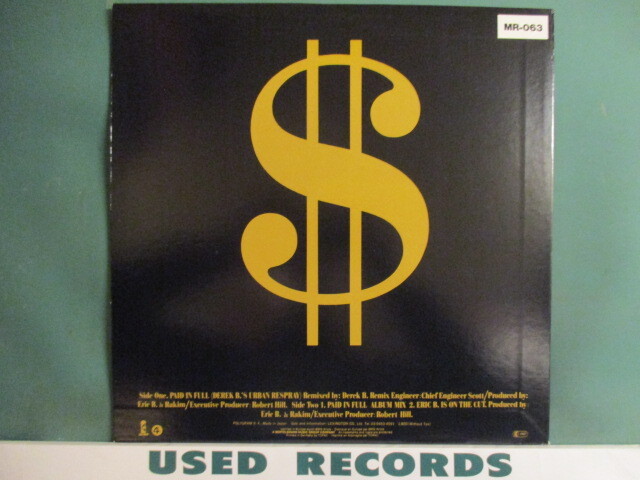 MR-063
Side One. PAID IN FULL (DEREK B.'S URBAN RESPRAY) Remixed by: Derek B. Remix Engineer (Chief Engineer Scott/Produced by:
Eric B. & Rakim/Executive Producer: Robert Hill. Side Two 1. PAID IN FULL ALBUM MIX 2. ERIC B. IS ON THE CUT. Produced by
Eric B. & Rakim/Executive Producer: Robert Hill.
USED RECORDS